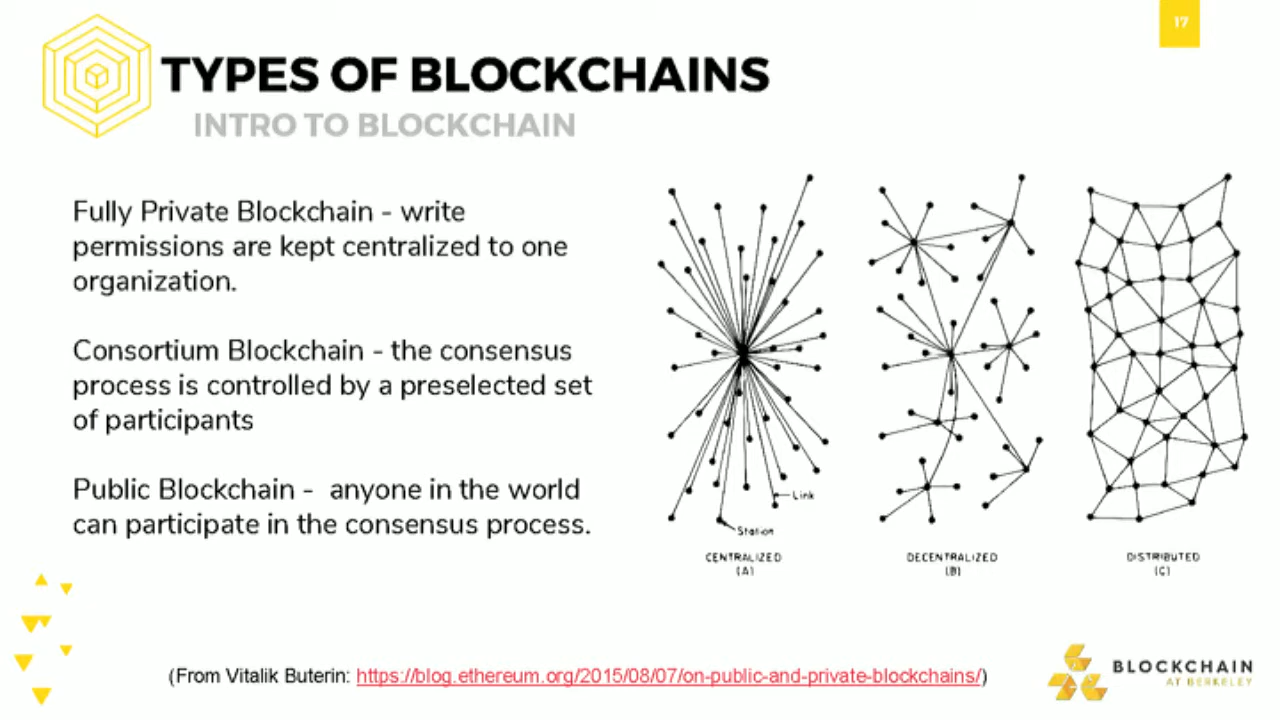 17
TYPES OF BLOCKCHAINS
INTRO TO BLOCKCHAIN
Fully Private Blockchain - write
permissions are kept centralized to one
organization.
Consortium Blockchain - the consensus
process is controlled by a preselected set
of participants
Public Blockchain - anyone in the world
can participate in the consensus process.
Link
Station
CENTRALIZED
(A)
DECENTRALIZED
(B)
DISTRIBUTED
(C)
(From Vitalik Buterin: https://blog.ethereum.org/2015/08/07/on-public-and-private-blockchains/)
BLOCKCHAIN
AT BERKELEY